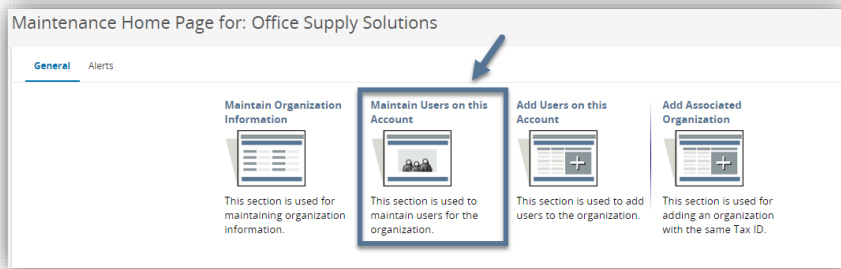 Maintenance Home Page for: Office Supply Solutions
General Alerts
Maintain Organization
Information
This section is used for
maintaining organization
information.
Maintain Users on this
Account
This section is used to
maintain users for the
organization.
Add Users on this
Account
This section is used to add
users to the organization.
Add Associated
Organization
This section is used for
adding an organization
with the same Tax ID.